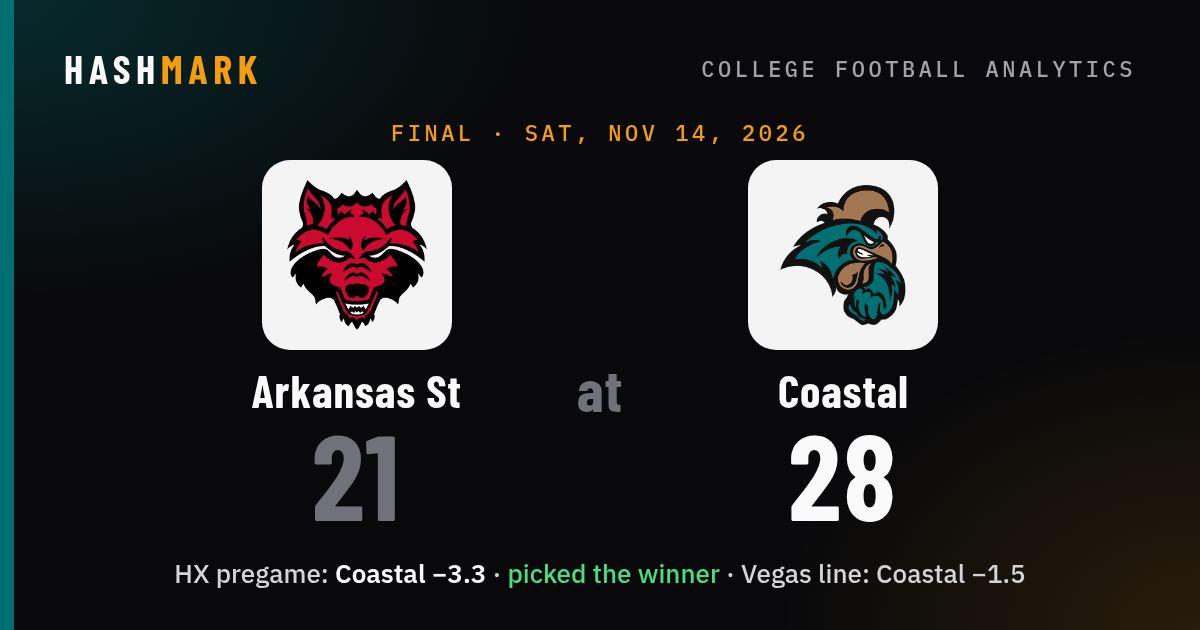 HASHMARK
COLLEGE FOOTBALL ANALYTICS
FINAL · SAT, NOV 14, 2026
Arkansas St
at
Coastal
21
28
HX pregame: Coastal −3.3 · picked the winner · Vegas line: Coastal −1.5